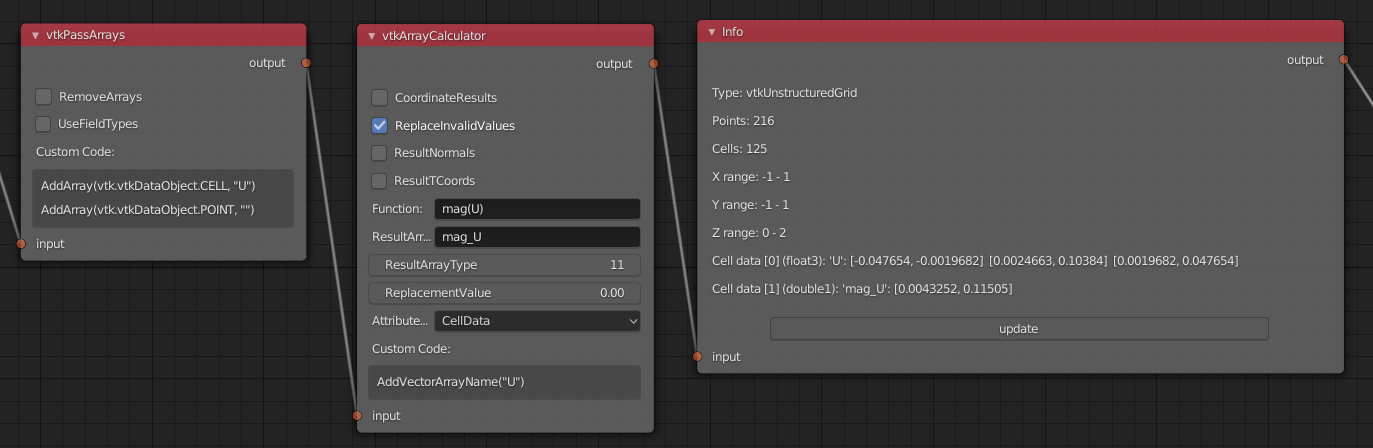 vtkPassArrays
output
RemoveArrays
UseFieldTypes
Custom Code:
AddArray(vtk.vtkDataObject.CELL, "U")
AddArray(vtk.vtkDataObject.POINT, "")
input
vtkArrayCalculator
output
CoordinateResults
ReplaceInvalidValues
ResultNormals
ResultTCoords
Function: mag(U)
ResultArr... mag_U
ResultArrayType 11
ReplacementValue 0.00
Attribute... CellData
Custom Code:
AddVectorArrayName("U")
input
Info
output
Type: vtkUnstructuredGrid
Points: 216
Cells: 125
X range: -1 - 1
Y range: -1 - 1
Z range: 0 - 2
Cell data [0] (float3): 'U': [-0.047654, -0.0019682] [0.0024663, 0.10384] [0.0019682, 0.047654]
Cell data [1] (double1): 'mag_U': [0.0043252, 0.11505]
update
input